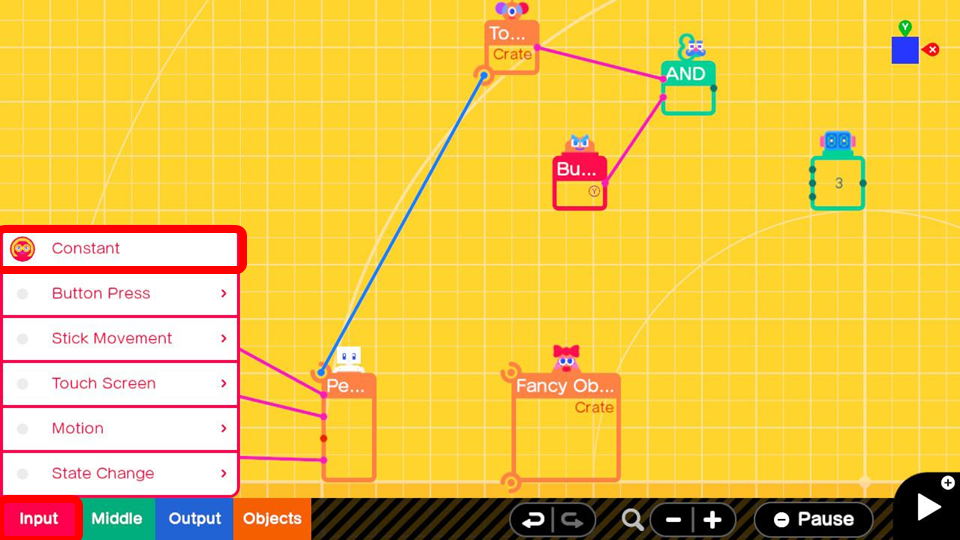 To...
Crate
Y
AND
Y
X
Bu...
Y
3
Constant
Button Press
Stick Movement
Touch Screen
Motion
State Change
Pe...
Fancy Ob...
Crate
Input
Middle
Output
Objects
Pause